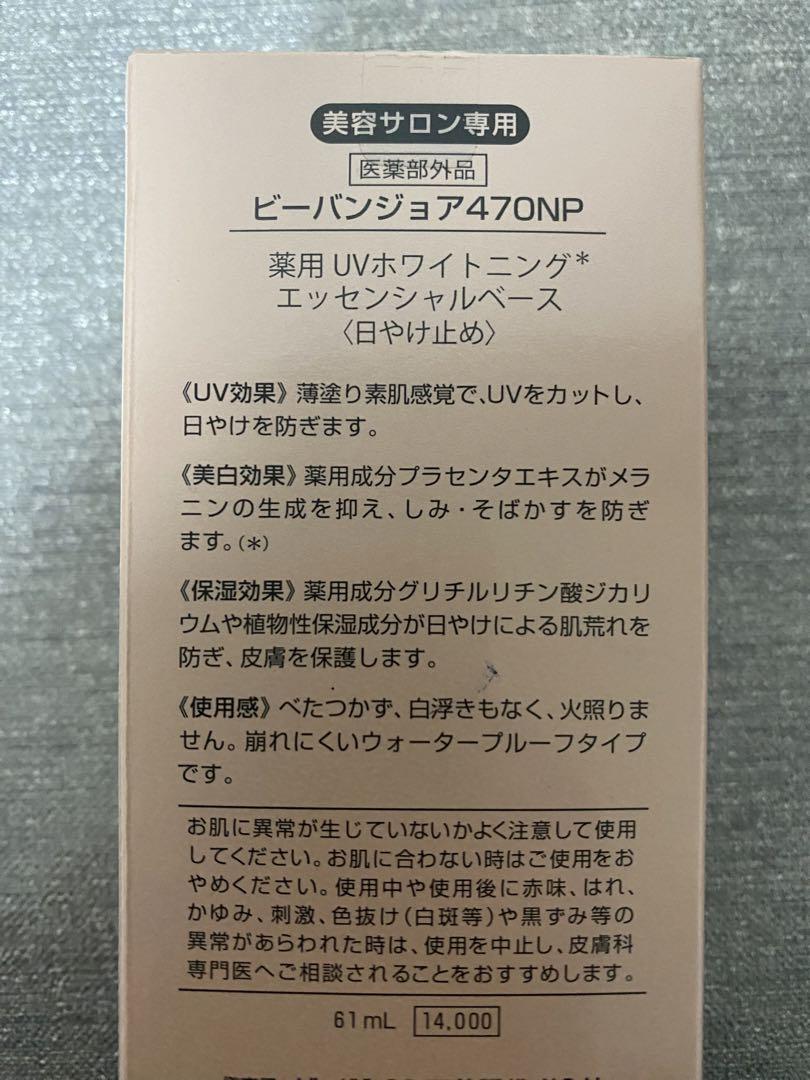 美容サロン専用
医薬部外品
ビーバンジョア470NP
薬用 UVホワイトニング*
エッセンシャルベース
〈日やけ止め〉
《UV効果》薄塗り素肌感覚で、UVをカットし、
日やけを防ぎます。
《美白効果》薬用成分プラセンタエキスがメラ
ニンの生成を抑え、しみ・そばかすを防ぎ
ます。(*)
《保湿効果》薬用成分グリチルリチン酸ジカリ
ウムや植物性保湿成分が日やけによる肌荒れを
防ぎ、皮膚を保護します。
《使用感》べたつかず、白浮きもなく、火照りま
せん。崩れにくいウォータープルーフタイプ
です。
お肌に異常が生じていないかよく注意して使用
してください。お肌に合わない時はご使用をお
やめください。使用中や使用後に赤味、はれ、
かゆみ、刺激、色抜け(白斑等)や黒ずみ等の
異常があらわれた時は、使用を中止し、皮膚科
専門医へご相談されることをおすすめします。
61mL 14,000